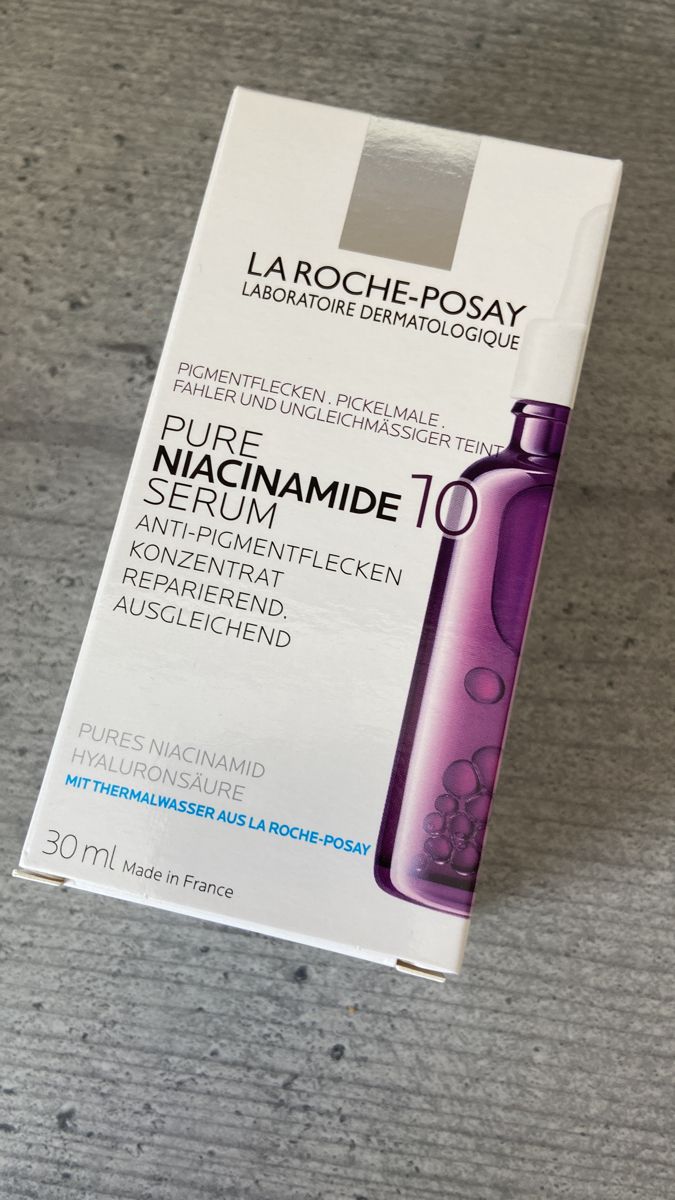 LA ROCHE-POSAY
LABORATOIRE DERMATOLOGIQUE
PIGMENTFLECKEN . PICKELMALE .
FAHLER UND UNGLEICHMÄSSIGER TEINT
PURE
NIACINAMIDE 10
SERUM
ANTI-PIGMENTFLECKEN
KONZENTRAT
REPARIEREND.
AUSGLEICHEND
PURES NIACINAMID
HYALURONSÄURE
MIT THERMALWASSER AUS LA ROCHE-POSAY
30 ml Made in France